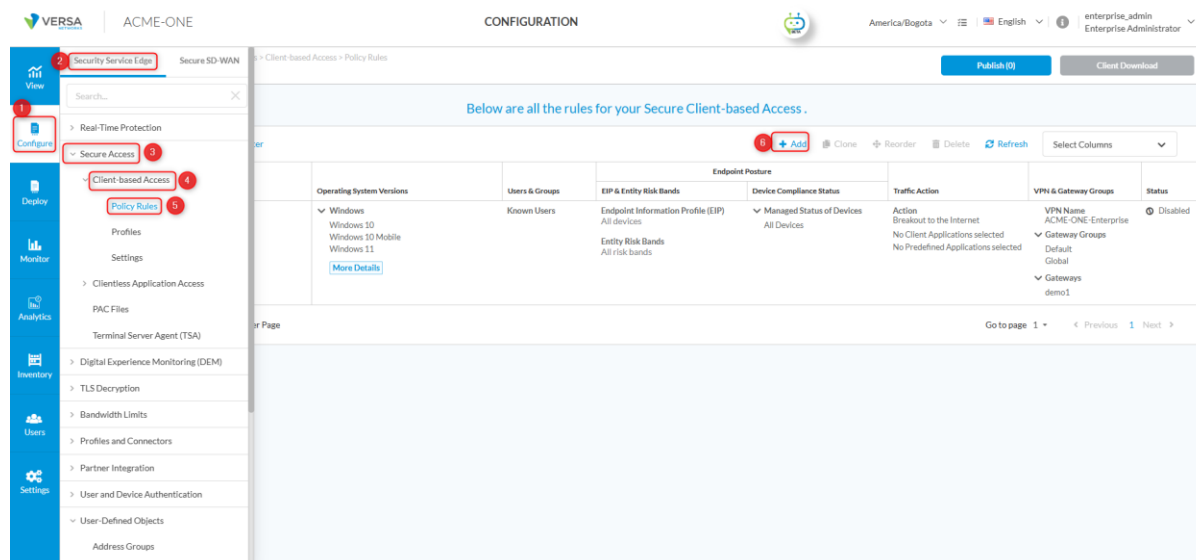 VERSA
NETWORKS
ACME-ONE
CONFIGURATION
BETA
America/Bogota
English
enterprise_admin
Enterprise Administrator
View
1
Configure
Deploy
Monitor
Analytics
Inventory
Users
Settings
2
Security Service Edge
Secure SD-WAN
Search...
> Real-Time Protection
Secure Access
3
Client-based Access
4
Policy Rules
5
Profiles
Settings
> Clientless Application Access
PAC Files
Terminal Server Agent (TSA)
> Digital Experience Monitoring (DEM)
> TLS Decryption
> Bandwidth Limits
> Profiles and Connectors
> Partner Integration
> User and Device Authentication
User-Defined Objects
Address Groups
s > Client-based Access > Policy Rules
Publish (0)
Client Download
Below are all the rules for your Secure Client-based Access .
er
6
+ Add
Clone
Reorder
Delete
Refresh
Select Columns
Endpoint Posture
Operating System Versions
Users & Groups
EIP & Entity Risk Bands
Device Compliance Status
Traffic Action
VPN & Gateway Groups
Status
Windows
Windows 10
Windows 10 Mobile
Windows 11
More Details
Known Users
Endpoint Information Profile (EIP)
All devices
Entity Risk Bands
All risk bands
Managed Status of Devices
All Devices
Action
Breakout to the Internet
No Client Applications selected
No Predefined Applications selected
VPN Name
ACME-ONE-Enterprise
Gateway Groups
Default
Global
Gateways
demo1
Disabled
er Page
Go to page 1
< Previous 1 Next >